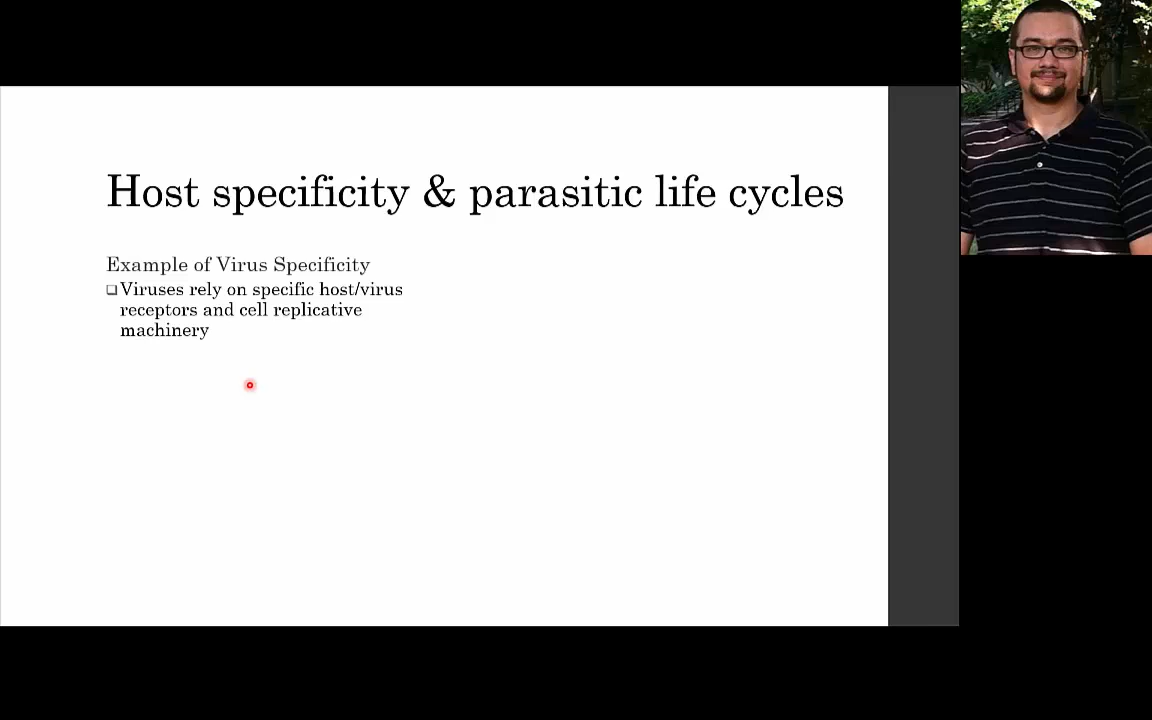 Host specificity & parasitic life cycles
Example of Virus Specificity
❑Viruses rely on specific host/virus
receptors and cell replicative
machinery